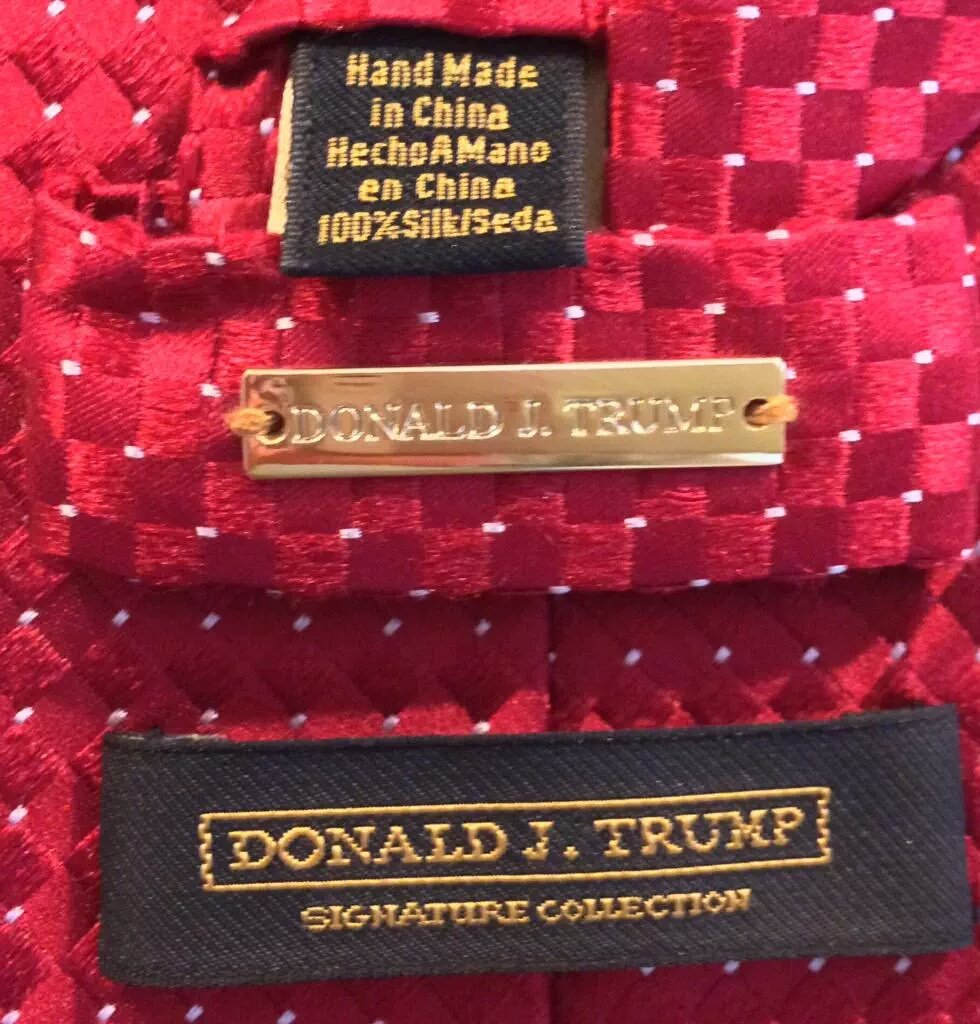 Hand Made
in China
HechoAMano
en China
100%Silk/Seda
DONALD J. TRUMP
DONALD J. TRUMP
SIGNATURE COLLECTION